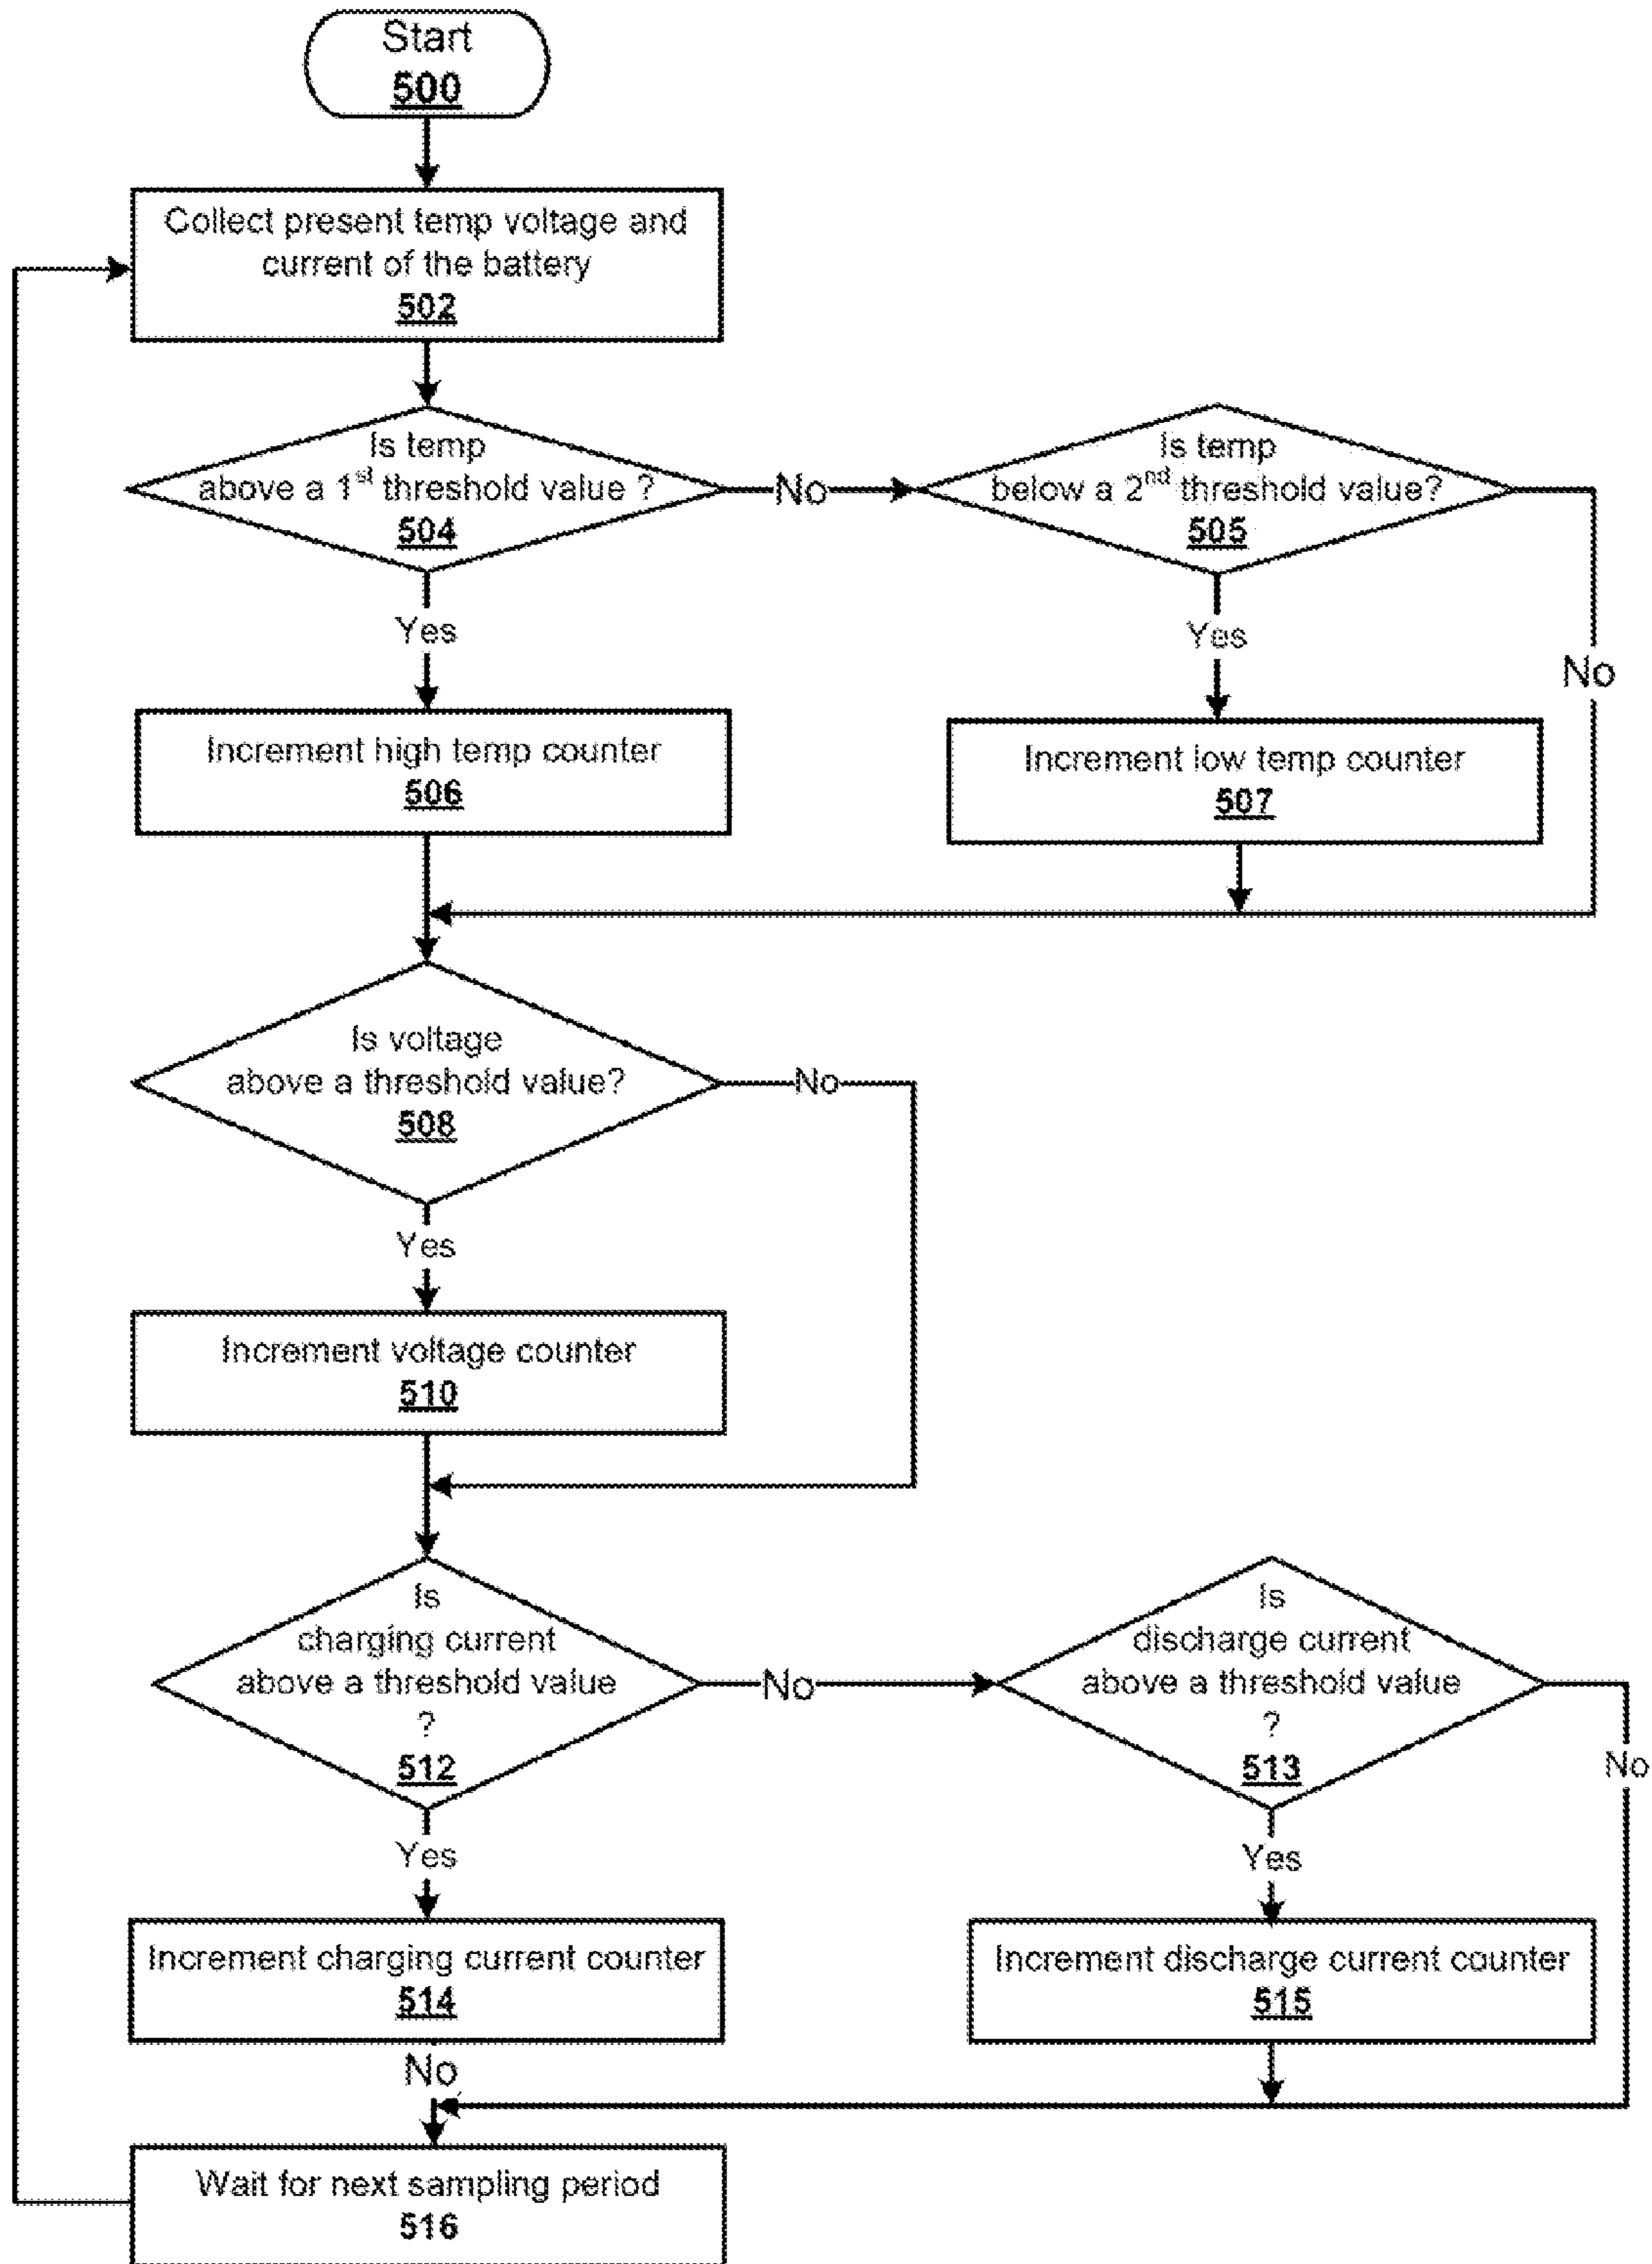 Start
500
Collect present temp voltage and
current of the battery
502
Is temp
above a 1st threshold value ?
504
No
Is temp
below a 2nd threshold value?
505
Yes
Yes
No
Increment high temp counter
506
Increment low temp counter
507
Is voltage
above a threshold value?
508
No
Yes
Increment voltage counter
510
Is
charging current
above a threshold value
?
512
No
Is
discharge current
above a threshold value
?
513
No
Yes
Yes
Increment charging current counter
514
Increment discharge current counter
515
No
Wait for next sampling period
516